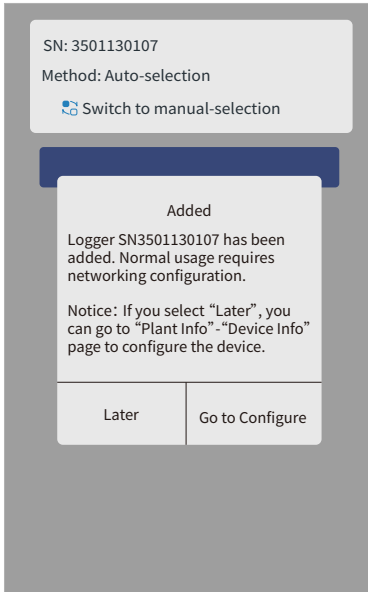 SN: 3501130107
Method: Auto-selection
Switch to manual-selection
Added
Logger SN3501130107 has been
added. Normal usage requires
networking configuration.
Notice: If you select “Later”, you
can go to “Plant Info”-“Device Info”
page to configure the device.
Later
Go to Configure